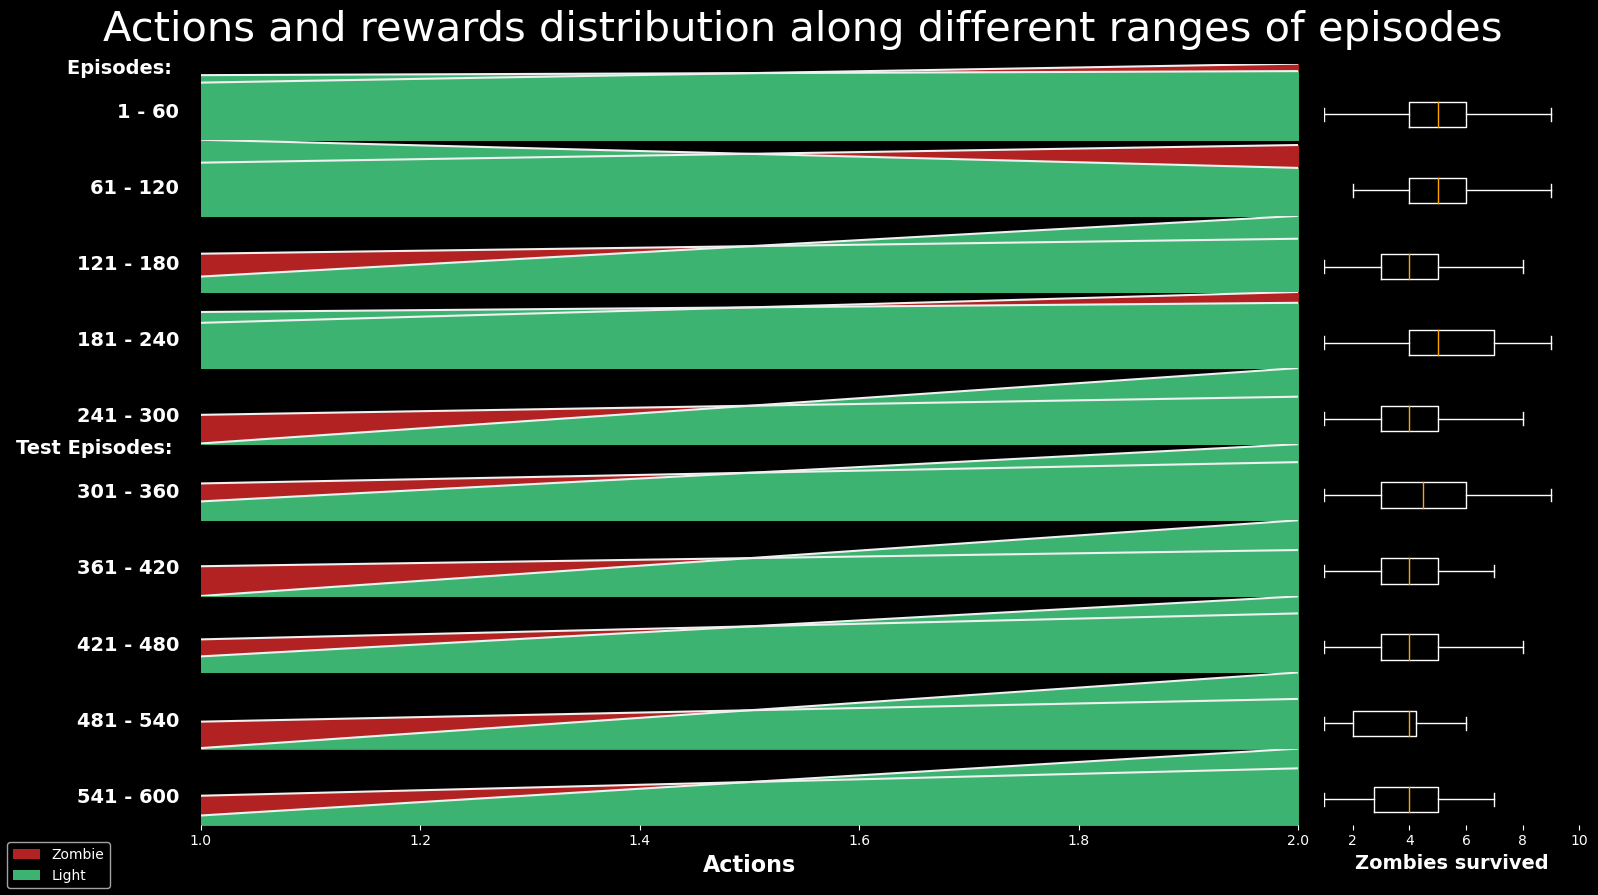 Actions and rewards distribution along different ranges of episodes
Episodes:
1 - 60
61 - 120
121 - 180
181 - 240
241 - 300
Test Episodes:
301 - 360
361 - 420
421 - 480
481 - 540
541 - 600
1.0 1.2 1.4 1.6 1.8 2.0 2 4 6 8 10
Actions
Zombies survived
Zombie
Light